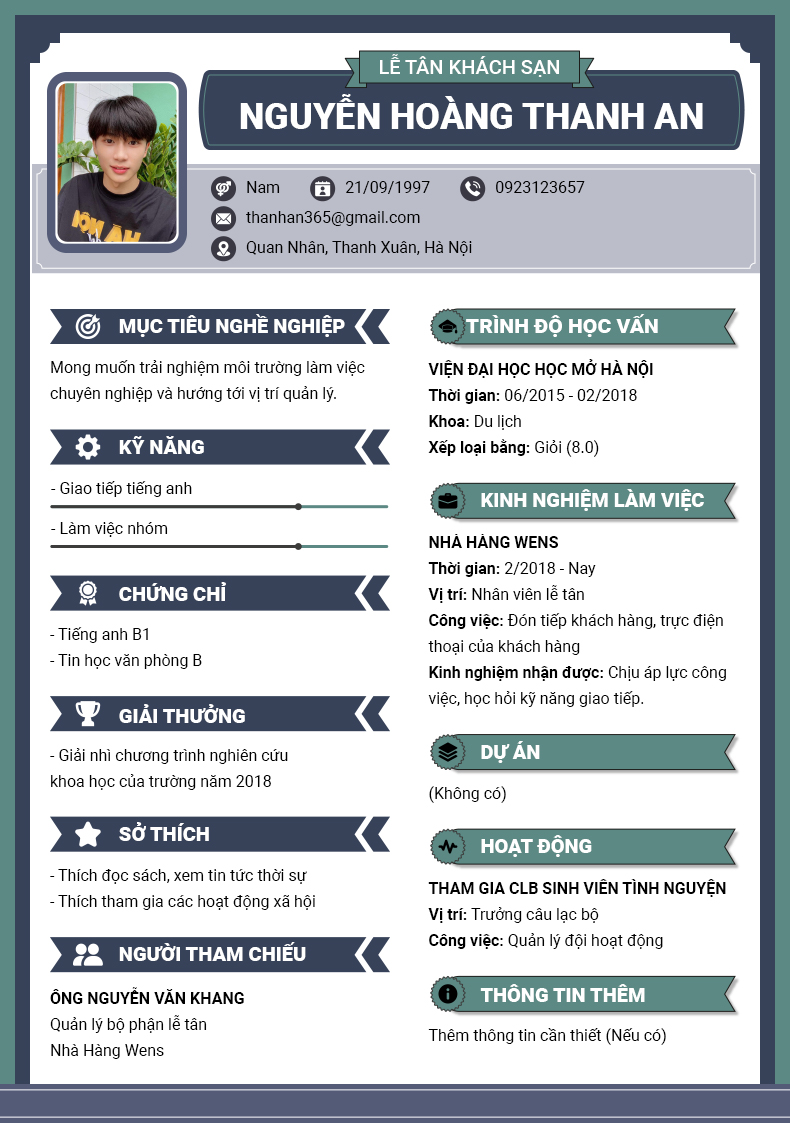 LỄ TÂN KHÁCH SẠN
NGUYỄN HOÀNG THANH AN
Nam 21/09/1997 0923123657
thanhan365@gmail.com
Quan Nhân, Thanh Xuân, Hà Nội
MỤC TIÊU NGHỀ NGHIỆP
Mong muốn trải nghiệm môi trường làm việc
chuyên nghiệp và hướng tới vị trí quản lý.
KỸ NĂNG
- Giao tiếp tiếng anh
- Làm việc nhóm
CHỨNG CHỈ
- Tiếng anh B1
- Tin học văn phòng B
GIẢI THƯỞNG
- Giải nhì chương trình nghiên cứu
khoa học của trường năm 2018
SỞ THÍCH
- Thích đọc sách, xem tin tức thời sự
- Thích tham gia các hoạt động xã hội
NGƯỜI THAM CHIẾU
ÔNG NGUYỄN VĂN KHANG
Quản lý bộ phận lễ tân
Nhà Hàng Wens
TRÌNH ĐỘ HỌC VẤN
VIỆN ĐẠI HỌC HỌC MỞ HÀ NỘI
Thời gian: 06/2015 - 02/2018
Khoa: Du lịch
Xếp loại bằng: Giỏi (8.0)
KINH NGHIỆM LÀM VIỆC
NHÀ HÀNG WENS
Thời gian: 2/2018 - Nay
Vị trí: Nhân viên lễ tân
Công việc: Đón tiếp khách hàng, trực điện
thoại của khách hàng
Kinh nghiệm nhận được: Chịu áp lực công
việc, học hỏi kỹ năng giao tiếp.
DỰ ÁN
(Không có)
HOẠT ĐỘNG
THAM GIA CLB SINH VIÊN TÌNH NGUYỆN
Vị trí: Trưởng câu lạc bộ
Công việc: Quản lý đội hoạt động
THÔNG TIN THÊM
Thêm thông tin cần thiết (Nếu có)